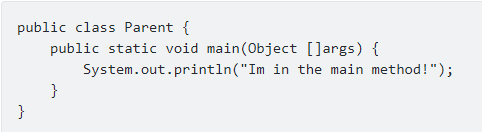 public class Parent {
    public static void main(Object []args) {
        System.out.println("Im in the main method!");
    }
}